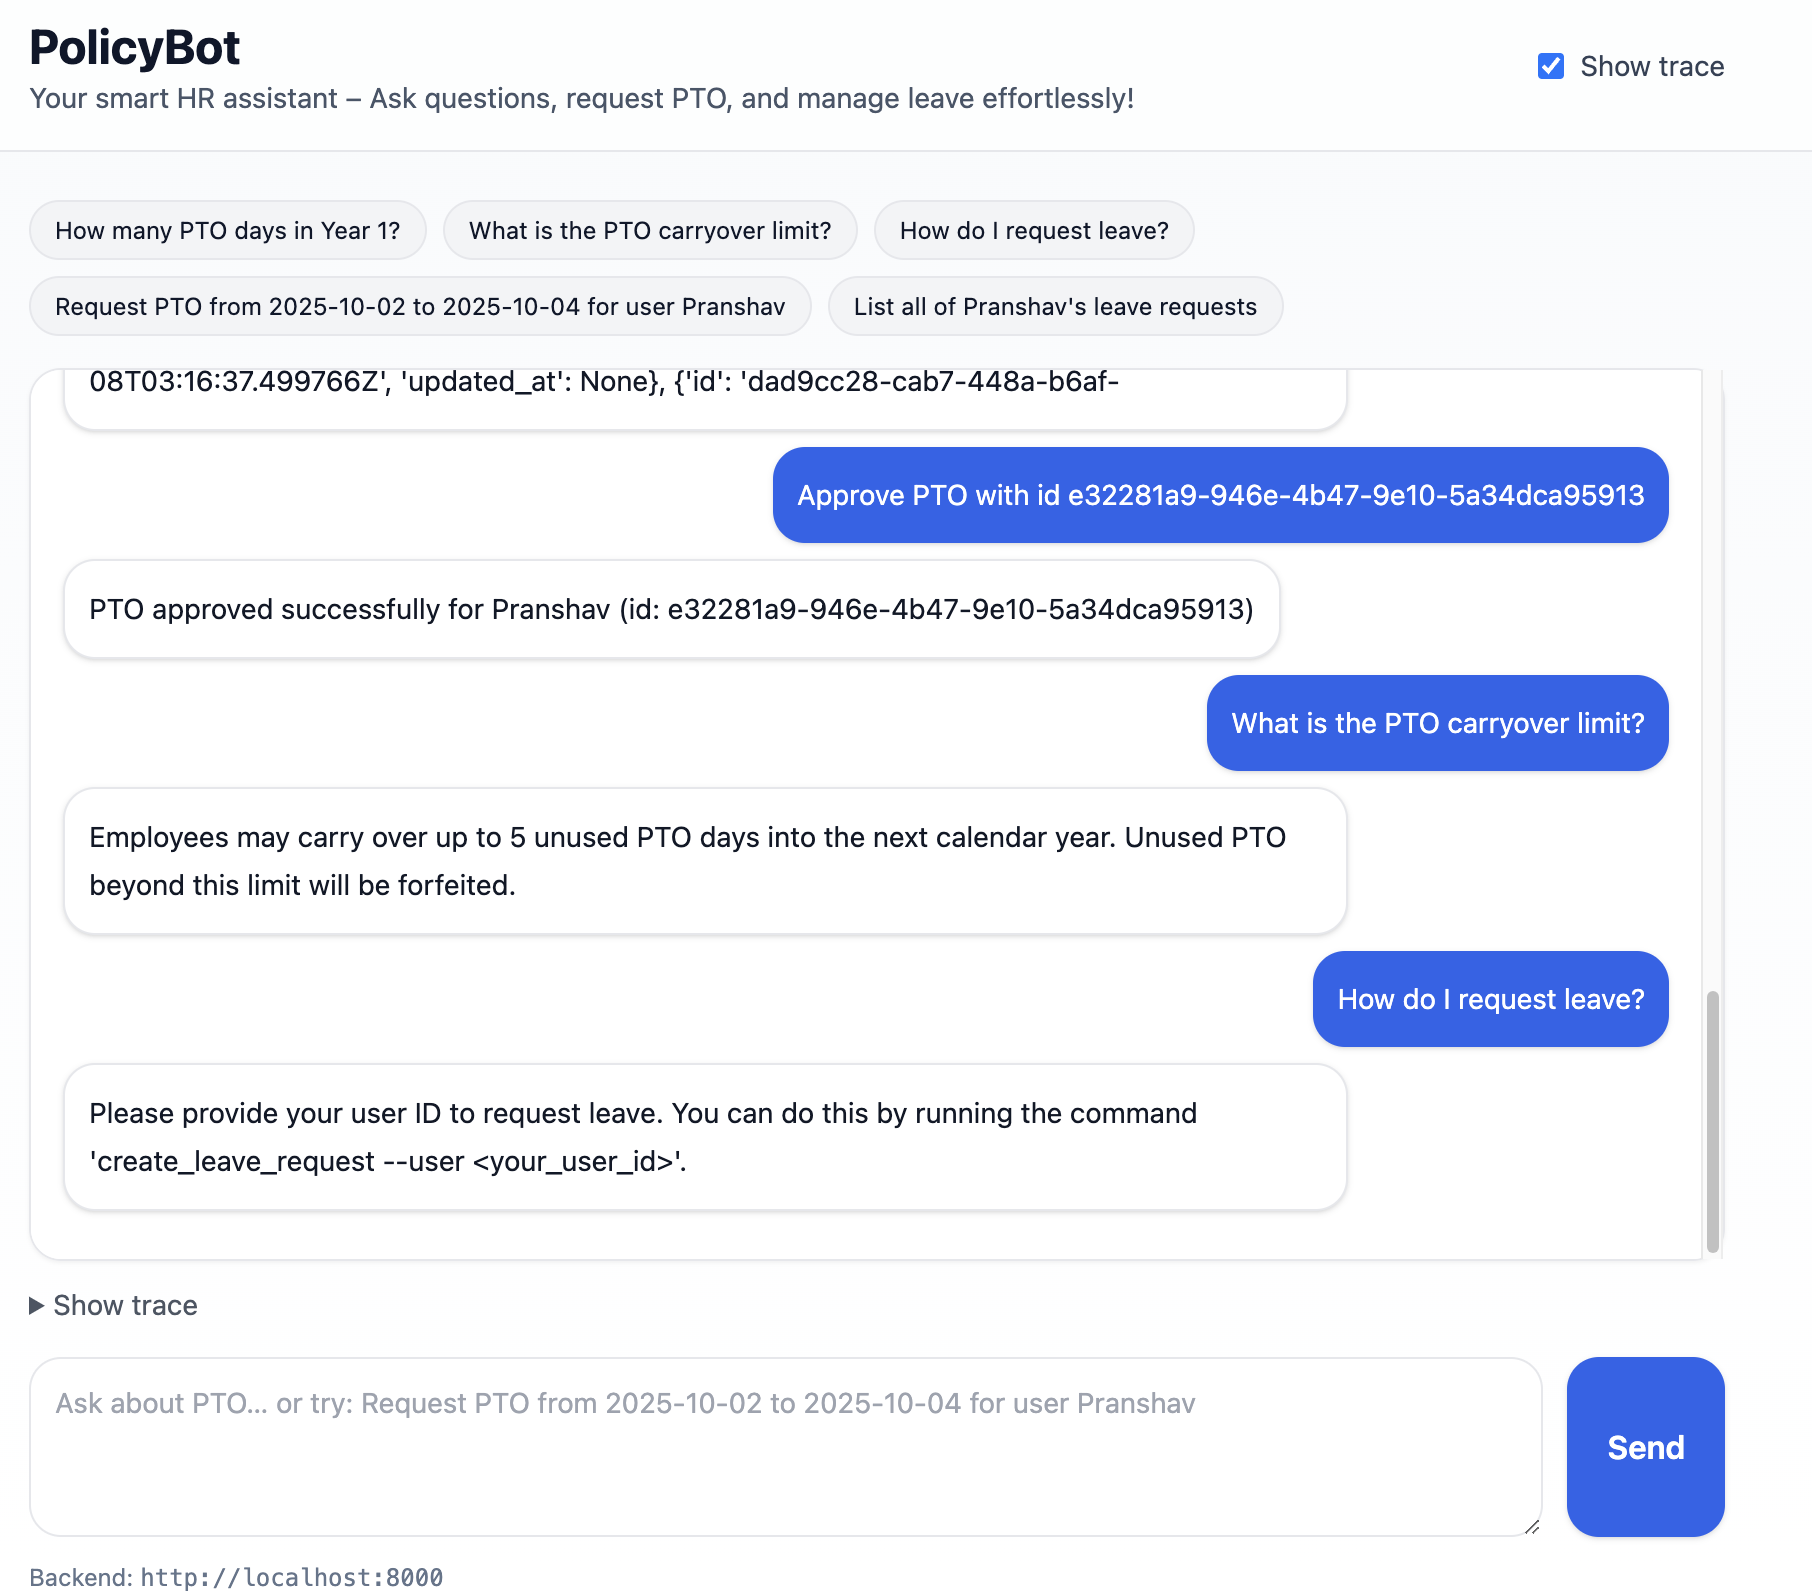 PolicyBot
Your smart HR assistant – Ask questions, request PTO, and manage leave effortlessly!
Show trace
How many PTO days in Year 1?
What is the PTO carryover limit?
How do I request leave?
Request PTO from 2025-10-02 to 2025-10-04 for user Pranshav
List all of Pranshav's leave requests
08T03:16:37.499766Z', 'updated_at': None}, {'id': 'dad9cc28-cab7-448a-b6af-
Approve PTO with id e32281a9-946e-4b47-9e10-5a34dca95913
PTO approved successfully for Pranshav (id: e32281a9-946e-4b47-9e10-5a34dca95913)
What is the PTO carryover limit?
Employees may carry over up to 5 unused PTO days into the next calendar year. Unused PTO
beyond this limit will be forfeited.
How do I request leave?
Please provide your user ID to request leave. You can do this by running the command
'create_leave_request --user <your_user_id>'.
Show trace
Ask about PTO... or try: Request PTO from 2025-10-02 to 2025-10-04 for user Pranshav
Send
Backend: http://localhost:8000